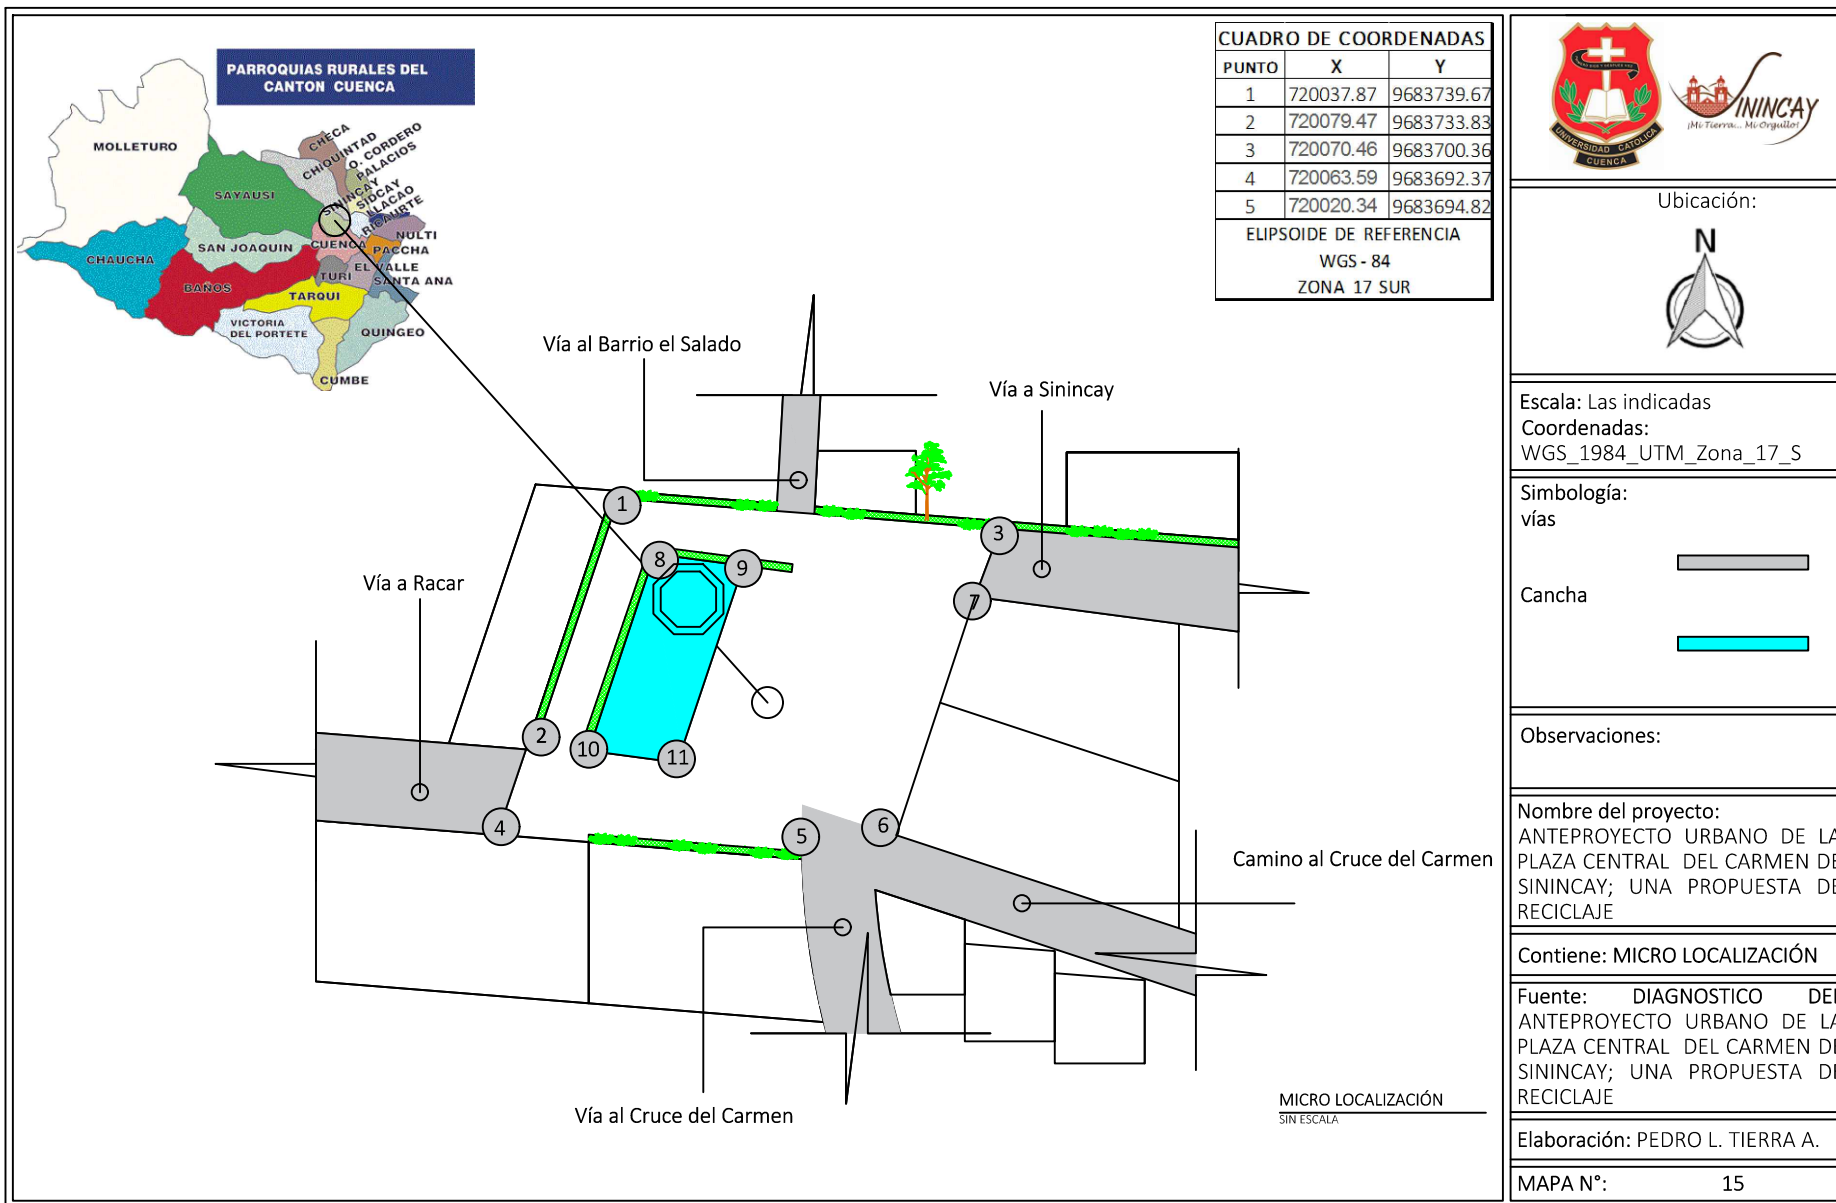 PARROQUIAS RURALES DEL
CANTON CUENCA
MOLLETURO
CHECA
CHIQUINTAD
O. CORDERO
PALACIOS
SAYAUSI
SININCAY
SIDCAY
LLACAO
RICAURTE
SAN JOAQUIN
CUENCA
NULTI
PACCHA
CHAUCHA
EL VALLE
TURI
SANTA ANA
BAÑOS
TARQUI
VICTORIA
DEL PORTETE
QUINGEO
CUMBE
CUADRO DE COORDENADAS
PUNTO X Y
1 720037.87 9683739.67
2 720079.47 9683733.83
3 720070.46 9683700.36
4 720063.59 9683692.37
5 720020.34 9683694.82
ELIPSOIDE DE REFERENCIA
WGS - 84
ZONA 17 SUR
Vía al Barrio el Salado
Vía a Sinincay
Vía a Racar
1
3
8
9
7
2
10
11
4
5
6
Camino al Cruce del Carmen
Vía al Cruce del Carmen
MICRO LOCALIZACIÓN
SIN ESCALA
UNIVERSIDAD CATOLICA
CUENCA
SININCAY
¡Mi Tierra... Mi Orgullo!
Ubicación:
N
Escala: Las indicadas
Coordenadas:
WGS_1984_UTM_Zona_17_S
Simbología:
vías
Cancha
Observaciones:
Nombre del proyecto:
ANTEPROYECTO URBANO DE LA
PLAZA CENTRAL DEL CARMEN DE
SININCAY; UNA PROPUESTA DE
RECICLAJE
Contiene: MICRO LOCALIZACIÓN
Fuente: DIAGNOSTICO DEL
ANTEPROYECTO URBANO DE LA
PLAZA CENTRAL DEL CARMEN DE
SININCAY; UNA PROPUESTA DE
RECICLAJE
Elaboración: PEDRO L. TIERRA A.
MAPA N°: 15